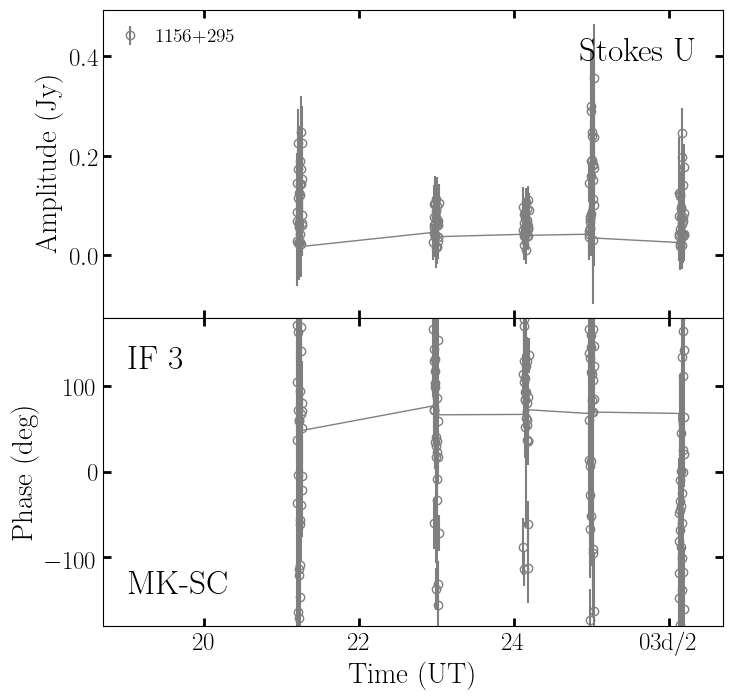 1156+295
Stokes U
0.4
0.2
0.0
Amplitude (Jy)
IF 3
100
0
−100
Phase (deg)
MK-SC
20 22 24 03d/2
Time (UT)